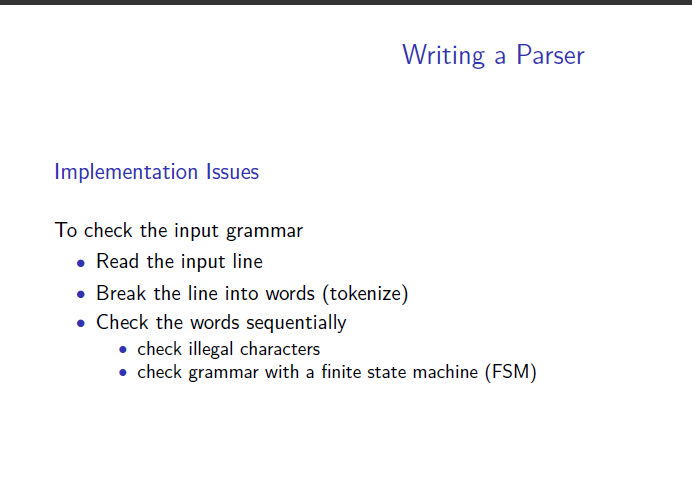 Writing a Parser
Implementation Issues
To check the input grammar
• Read the input line
• Break the line into words (tokenize)
• Check the words sequentially
• check illegal characters
• check grammar with a finite state machine (FSM)